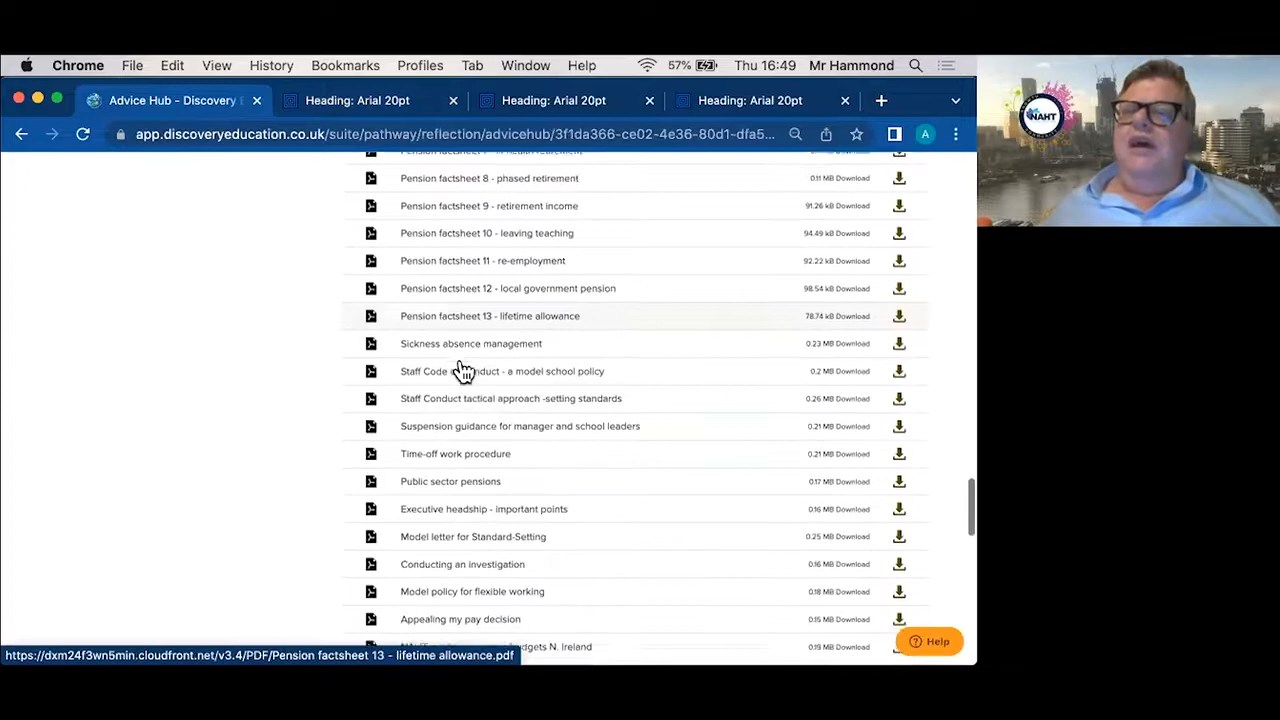 Chrome File Edit View History Bookmarks Profiles Tab Window Help 57% Thu 16:49 Mr Hammond
Advice Hub - Discovery E
Heading: Arial 20pt
Heading: Arial 20pt
Heading: Arial 20pt
app.discoveryeducation.co.uk/suite/pathway/reflection/advicehub/3f1da366-ce02-4e36-80d1-dfa5...
A
NAHT
Pension factsheet 8 - phased retirement 0.11 MB Download
Pension factsheet 9 - retirement income 91.26 kB Download
Pension factsheet 10 - leaving teaching 94.49 kB Download
Pension factsheet 11 - re-employment 92.22 kB Download
Pension factsheet 12 - local government pension 98.54 kB Download
Pension factsheet 13 - lifetime allowance 78.74 kB Download
Sickness absence management 0.23 MB Download
Staff Code - a model school policy 0.2 MB Download
Staff Conduct tactical approach -setting standards 0.26 MB Download
Suspension guidance for manager and school leaders 0.21 MB Download
Time-off work procedure 0.21 MB Download
Public sector pensions 0.17 MB Download
Executive headship - important points 0.16 MB Download
Model letter for Standard-Setting 0.25 MB Download
Conducting an investigation 0.16 MB Download
Model policy for flexible working 0.18 MB Download
Appealing my pay decision 0.15 MB Download
N. Ireland 0.19 MB Download
Help
https://dxm24f3wn5min.cloudfront.net/v3.4/PDF/Pension factsheet 13 - lifetime allowance.pdf